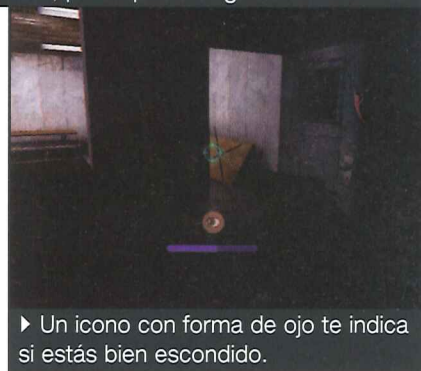 ▶ Un icono con forma de ojo te indica
si estás bien escondido.